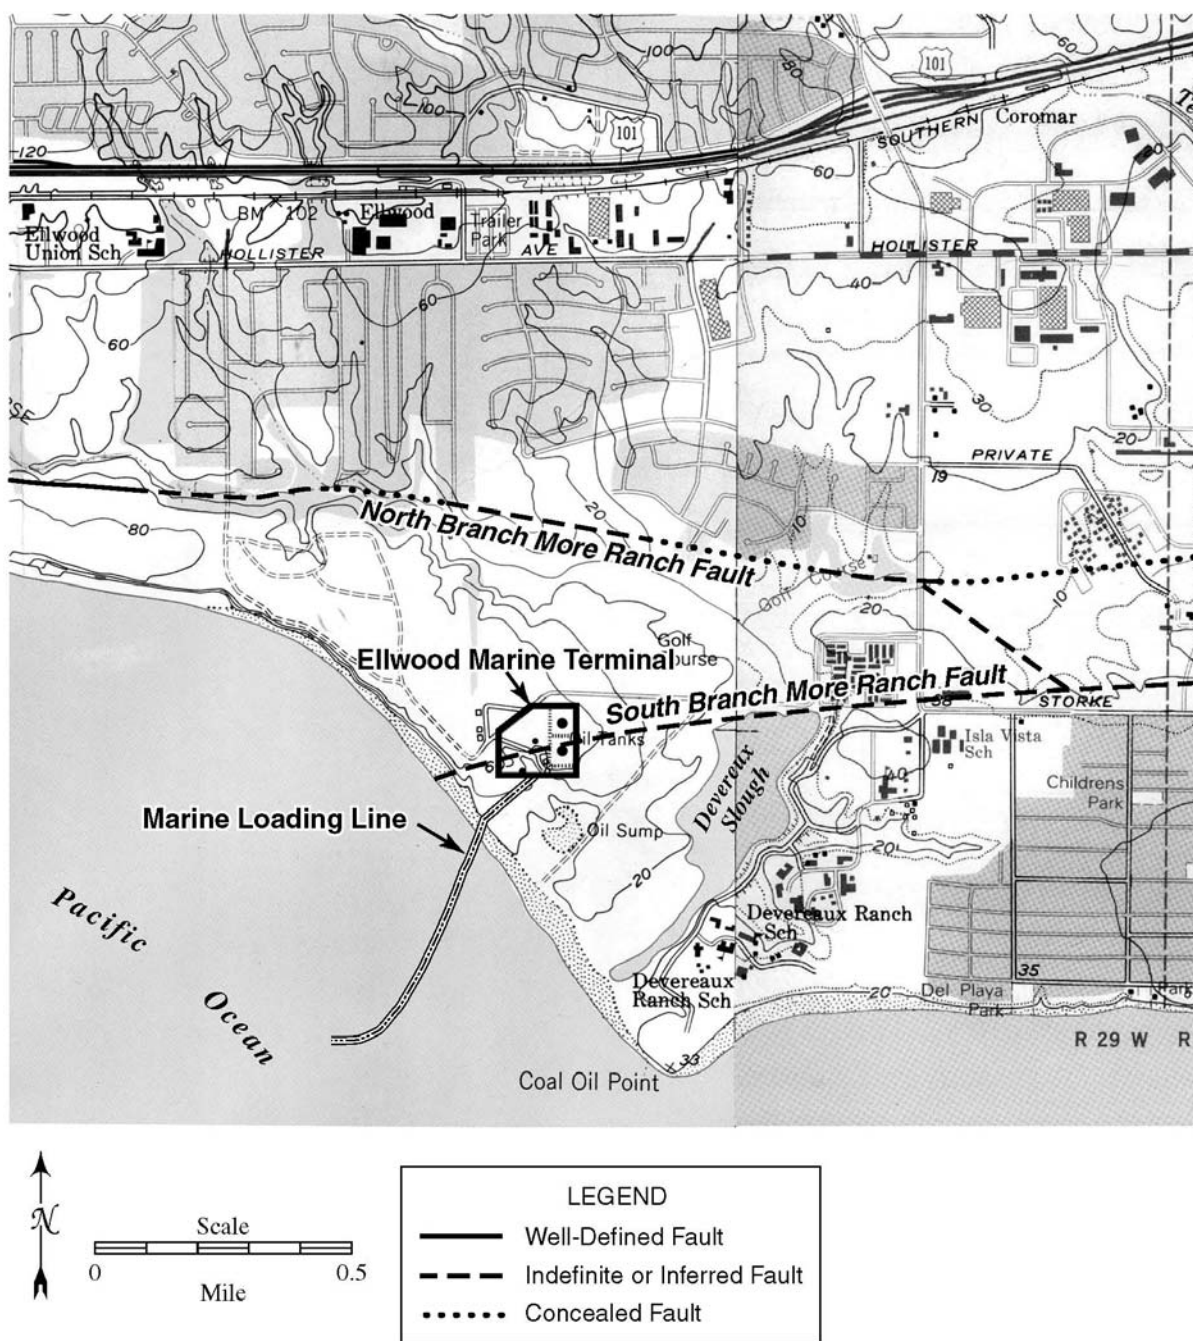 100
80
60
101
101
SOUTHERN
Coromar
120
100
60
BM 102
Ellwood
Trailer
Park
Ellwood
Union Sch
HOLLISTER
AVE
HOLLISTER
60
40
60
30
20
PRIVATE
19
80
20
10
North Branch More Ranch Fault
Golf Course
20
10
Golf
ourse
Ellwood Marine Terminal
South Branch More Ranch Fault
38
STORKE
Oil Tanks
Isla Vista
Sch
Devereux
Slough
40
Childrens
Park
Marine Loading Line
Oil Sump
20
20
Pacific
Ocean
Devereaux Ranch
Sch
Devereaux
Ranch Sch
35
20
Del Playa
Park
Park
33
R 29 W R
Coal Oil Point
N
Scale
0 0.5
Mile
LEGEND
Well-Defined Fault
Indefinite or Inferred Fault
Concealed Fault